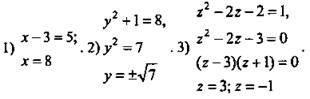 1) x-3=5;
x=8
. 2) y²+1=8,
y²=7
y=±√7
. 3) z²-2z-2=1,
z²-2z-3=0
(z-3)(z+1)=0
z=3; z=-1
.